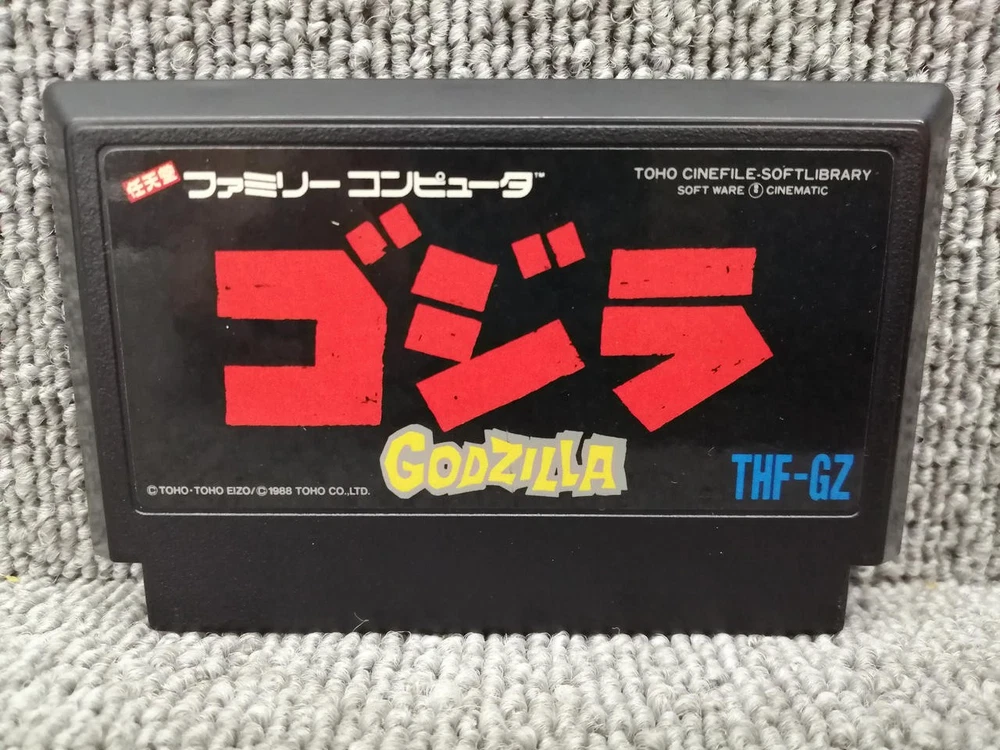 任天堂 ファミリーコンピュータ™
TOHO CINEFILE-SOFTLIBRARY
SOFT WARE 8 CINEMATIC
ゴジラ
GODZILLA
©TOHO・TOHO EIZO/©1988 TOHO CO.,LTD.
THF-GZ